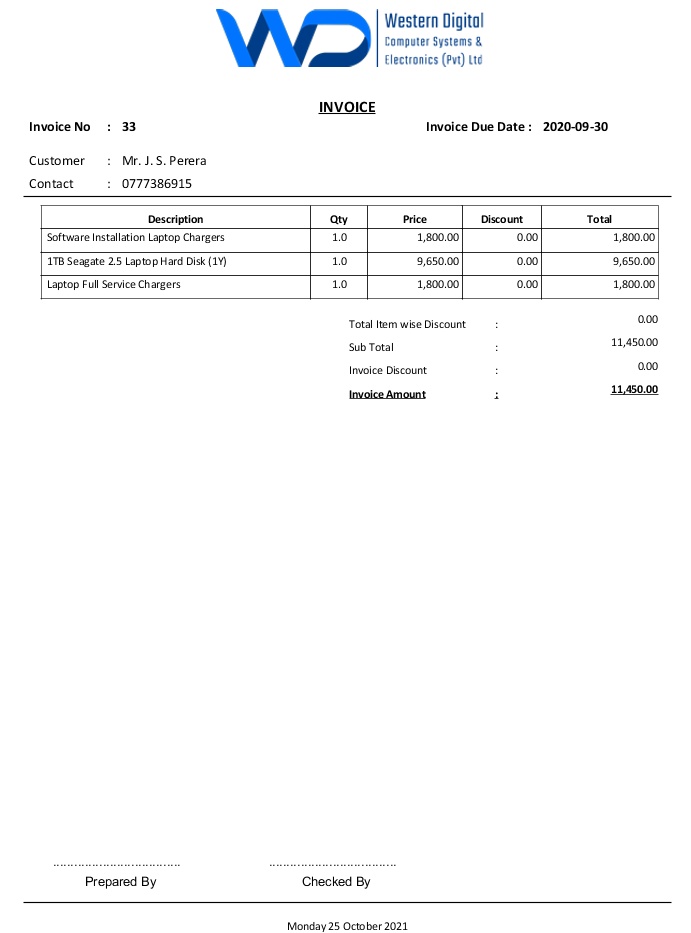 WD
Western Digital
Computer Systems &
Electronics (Pvt) Ltd
INVOICE
Invoice No : 33 Invoice Due Date : 2020-09-30
Customer : Mr. J. S. Perera
Contact : 0777386915
Description Qty Price Discount Total
Software Installation Laptop Chargers 1.0 1,800.00 0.00 1,800.00
1TB Seagate 2.5 Laptop Hard Disk (1Y) 1.0 9,650.00 0.00 9,650.00
Laptop Full Service Chargers 1.0 1,800.00 0.00 1,800.00
Total Item wise Discount : 0.00
Sub Total : 11,450.00
Invoice Discount : 0.00
Invoice Amount : 11,450.00
.................................... ....................................
Prepared By Checked By
Monday 25 October 2021